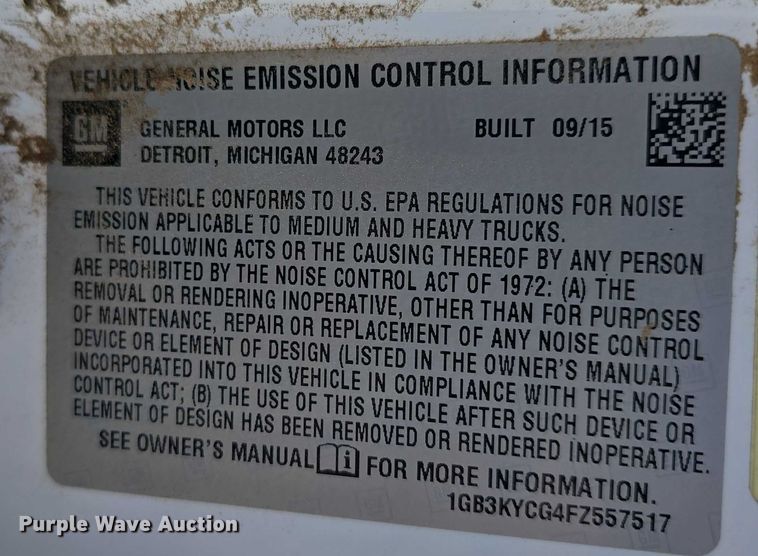 VEHICLE NOISE EMISSION CONTROL INFORMATION
GM
GENERAL MOTORS LLC BUILT 09/15
DETROIT, MICHIGAN 48243
THIS VEHICLE CONFORMS TO U.S. EPA REGULATIONS FOR NOISE
EMISSION APPLICABLE TO MEDIUM AND HEAVY TRUCKS.
THE FOLLOWING ACTS OR THE CAUSING THEREOF BY ANY PERSON
ARE PROHIBITED BY THE NOISE CONTROL ACT OF 1972: (A) THE
REMOVAL OR RENDERING INOPERATIVE, OTHER THAN FOR PURPOSES
OF MAINTENANCE, REPAIR OR REPLACEMENT OF ANY NOISE CONTROL
DEVICE OR ELEMENT OF DESIGN (LISTED IN THE OWNER'S MANUAL)
INCORPORATED INTO THIS VEHICLE IN COMPLIANCE WITH THE NOISE
CONTROL ACT; (B) THE USE OF THIS VEHICLE AFTER SUCH DEVICE OR
ELEMENT OF DESIGN HAS BEEN REMOVED OR RENDERED INOPERATIVE.
SEE OWNER'S MANUAL i FOR MORE INFORMATION.
1GB3KYCG4FZ557517
Purple Wave Auction